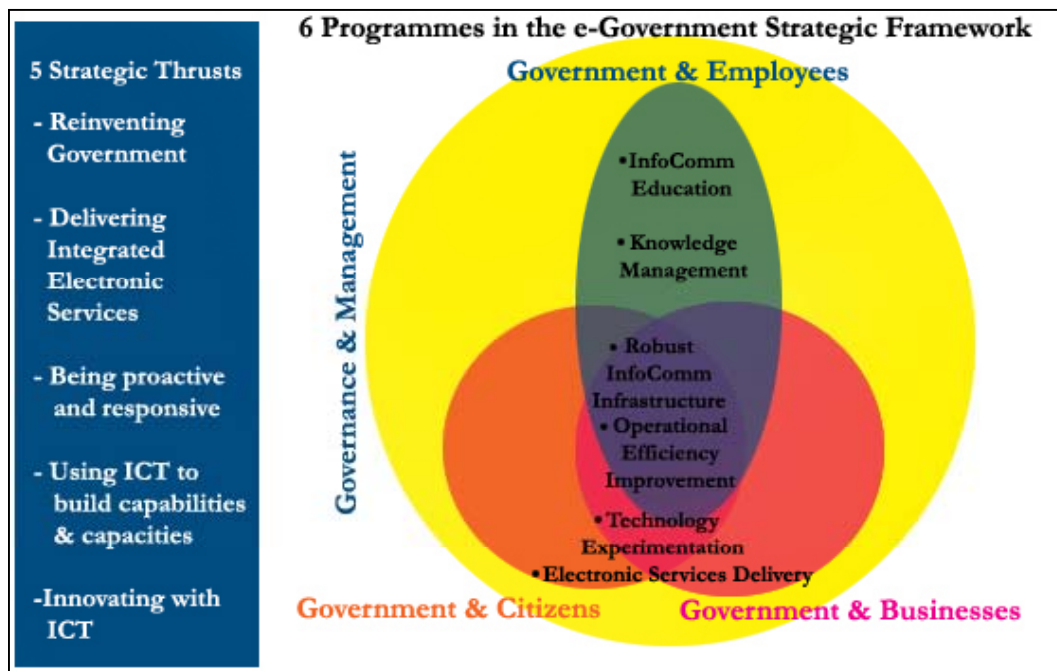 6 Programmes in the e-Government Strategic Framework
5 Strategic Thrusts
- Reinventing
Government
- Delivering
Integrated
Electronic
Services
- Being proactive
and responsive
- Using ICT to
build capabilities
& capacities
-Innovating with
ICT
Governance & Management
Government & Employees
•InfoComm
Education
• Knowledge
Management
• Robust
InfoComm
Infrastructure
• Operational
Efficiency
Improvement
•Technology
Experimentation
•Electronic Services Delivery
Government & Citizens
Government & Businesses